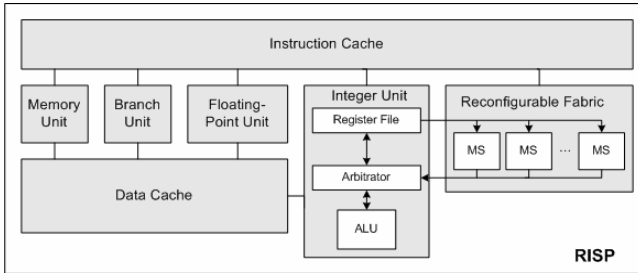 Instruction Cache
Memory
Unit
Branch
Unit
Floating-
Point Unit
Integer Unit
Register File
Arbitrator
ALU
Reconfigurable Fabric
MS
MS
...
MS
Data Cache
RISP